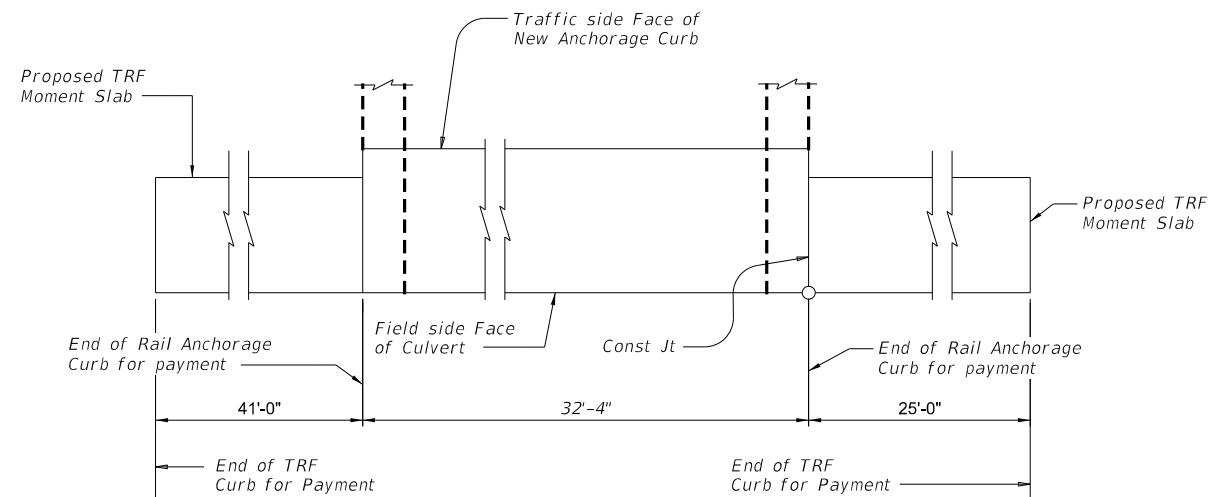 Traffic side Face of
New Anchorage Curb
Proposed TRF
Moment Slab
Proposed TRF
Moment Slab
Field side Face
of Culvert
Const Jt
End of Rail Anchorage
Curb for payment
End of Rail Anchorage
Curb for payment
41'-0"
32'-4"
25'-0"
End of TRF
Curb for Payment
End of TRF
Curb for Payment